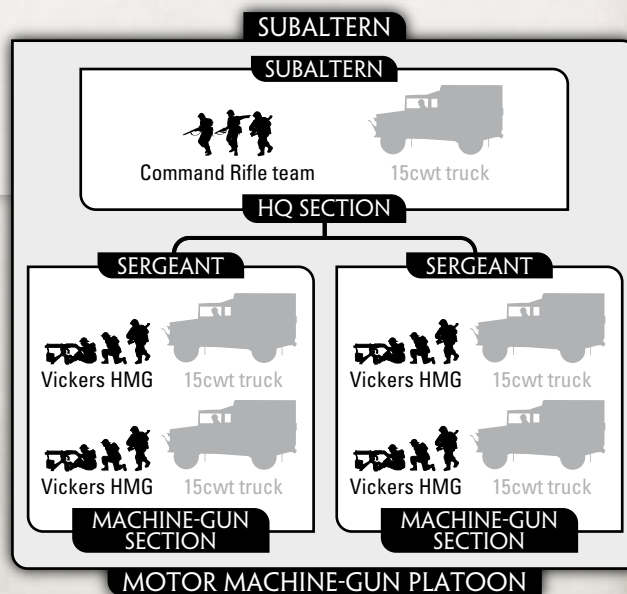 SUBALTERN
SUBALTERN
Command Rifle team
15cwt truck
HQ SECTION
SERGEANT
Vickers HMG
15cwt truck
Vickers HMG
15cwt truck
MACHINE-GUN
SECTION
SERGEANT
Vickers HMG
15cwt truck
Vickers HMG
15cwt truck
MACHINE-GUN
SECTION
MOTOR MACHINE-GUN PLATOON